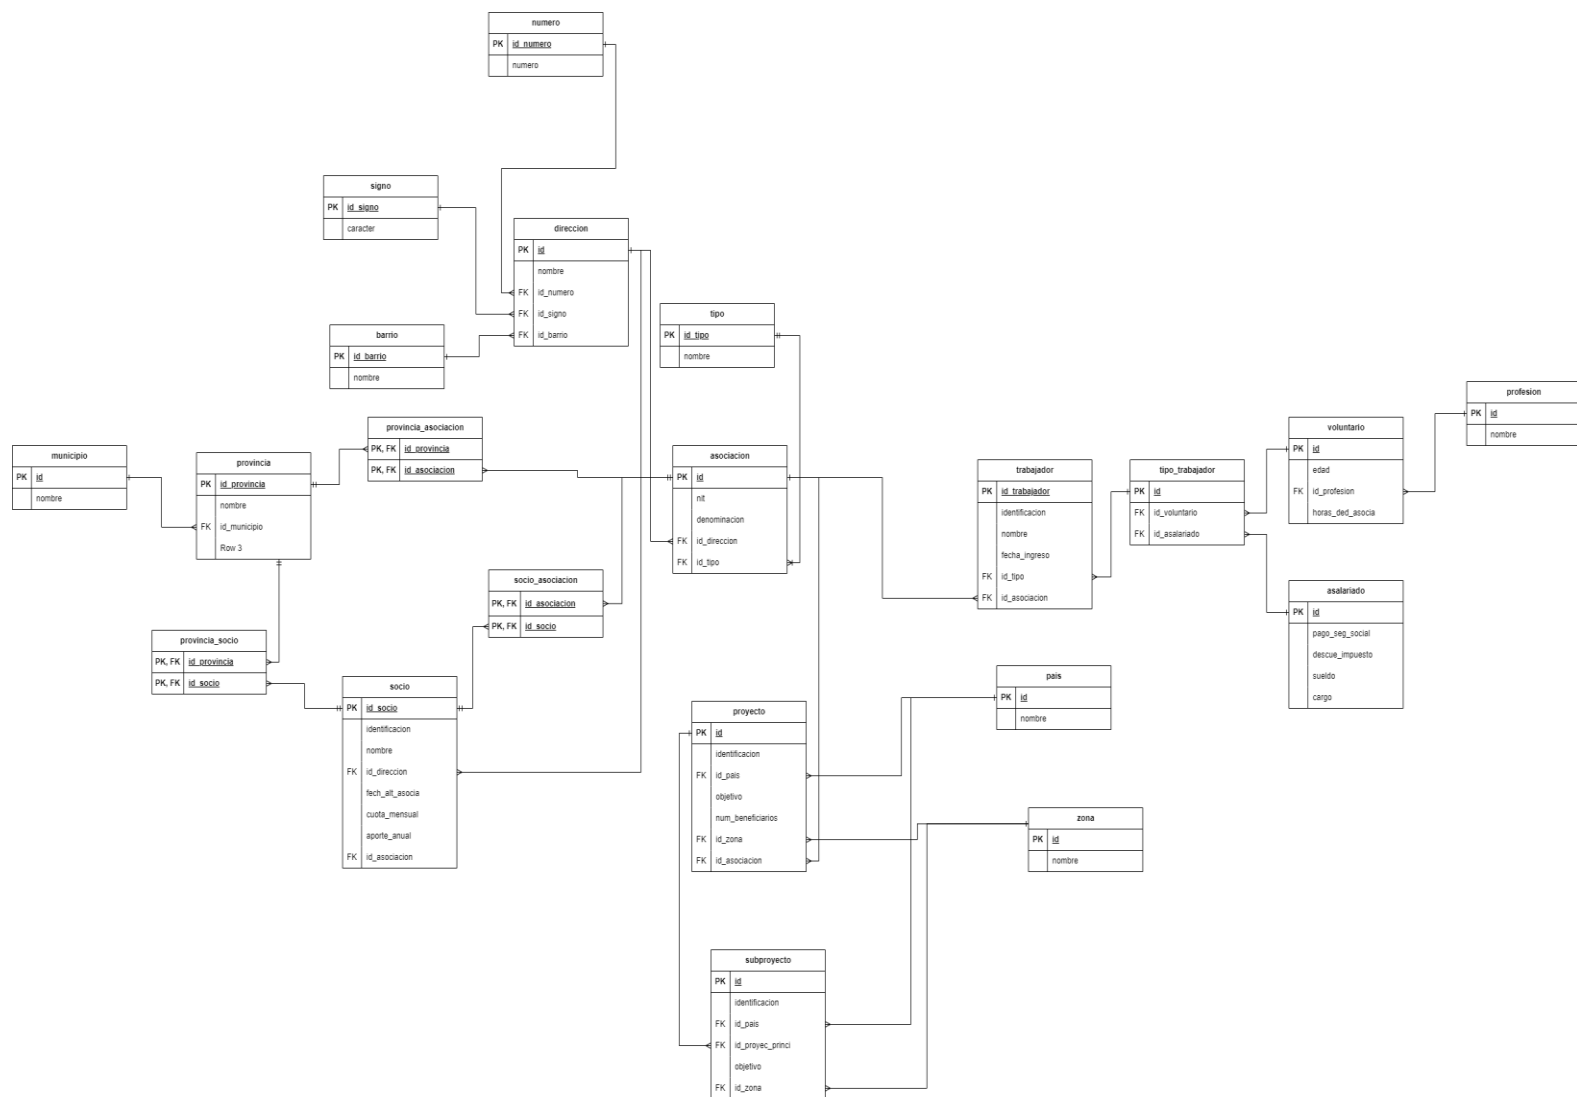 numero
PK id_numero
numero
signo
PK id_signo
caracter
direccion
PK id
nombre
FK id_numero
FK id_signo
FK id_barrio
barrio
PK id_barrio
nombre
tipo
PK id_tipo
nombre
municipio
PK id
nombre
provincia
PK id_provincia
nombre
FK id_municipio
Row 3
provincia_asociacion
PK, FK id_provincia
PK, FK id_asociacion
asociacion
PK id
nit
denominacion
FK id_direccion
FK id_tipo
trabajador
PK id_trabajador
identificacion
nombre
fecha_ingreso
FK id_tipo
FK id_asociacion
tipo_trabajador
PK id
FK id_voluntario
FK id_asalariado
voluntario
PK id
edad
FK id_profesion
horas_ded_asocia
profesion
PK id
nombre
asalariado
PK id
pago_seg_social
descue_impuesto
sueldo
cargo
socio_asociacion
PK, FK id_asociacion
PK, FK id_socio
provincia_socio
PK, FK id_provincia
PK, FK id_socio
socio
PK id_socio
identificacion
nombre
FK id_direccion
fech_alt_asocia
cuota_mensual
aporte_anual
FK id_asociacion
proyecto
PK id
identificacion
FK id_pais
objetivo
num_beneficiarios
FK id_zona
FK id_asociacion
pais
PK id
nombre
zona
PK id
nombre
subproyecto
PK id
identificacion
FK id_pais
FK id_proyec_princi
objetivo
FK id_zona